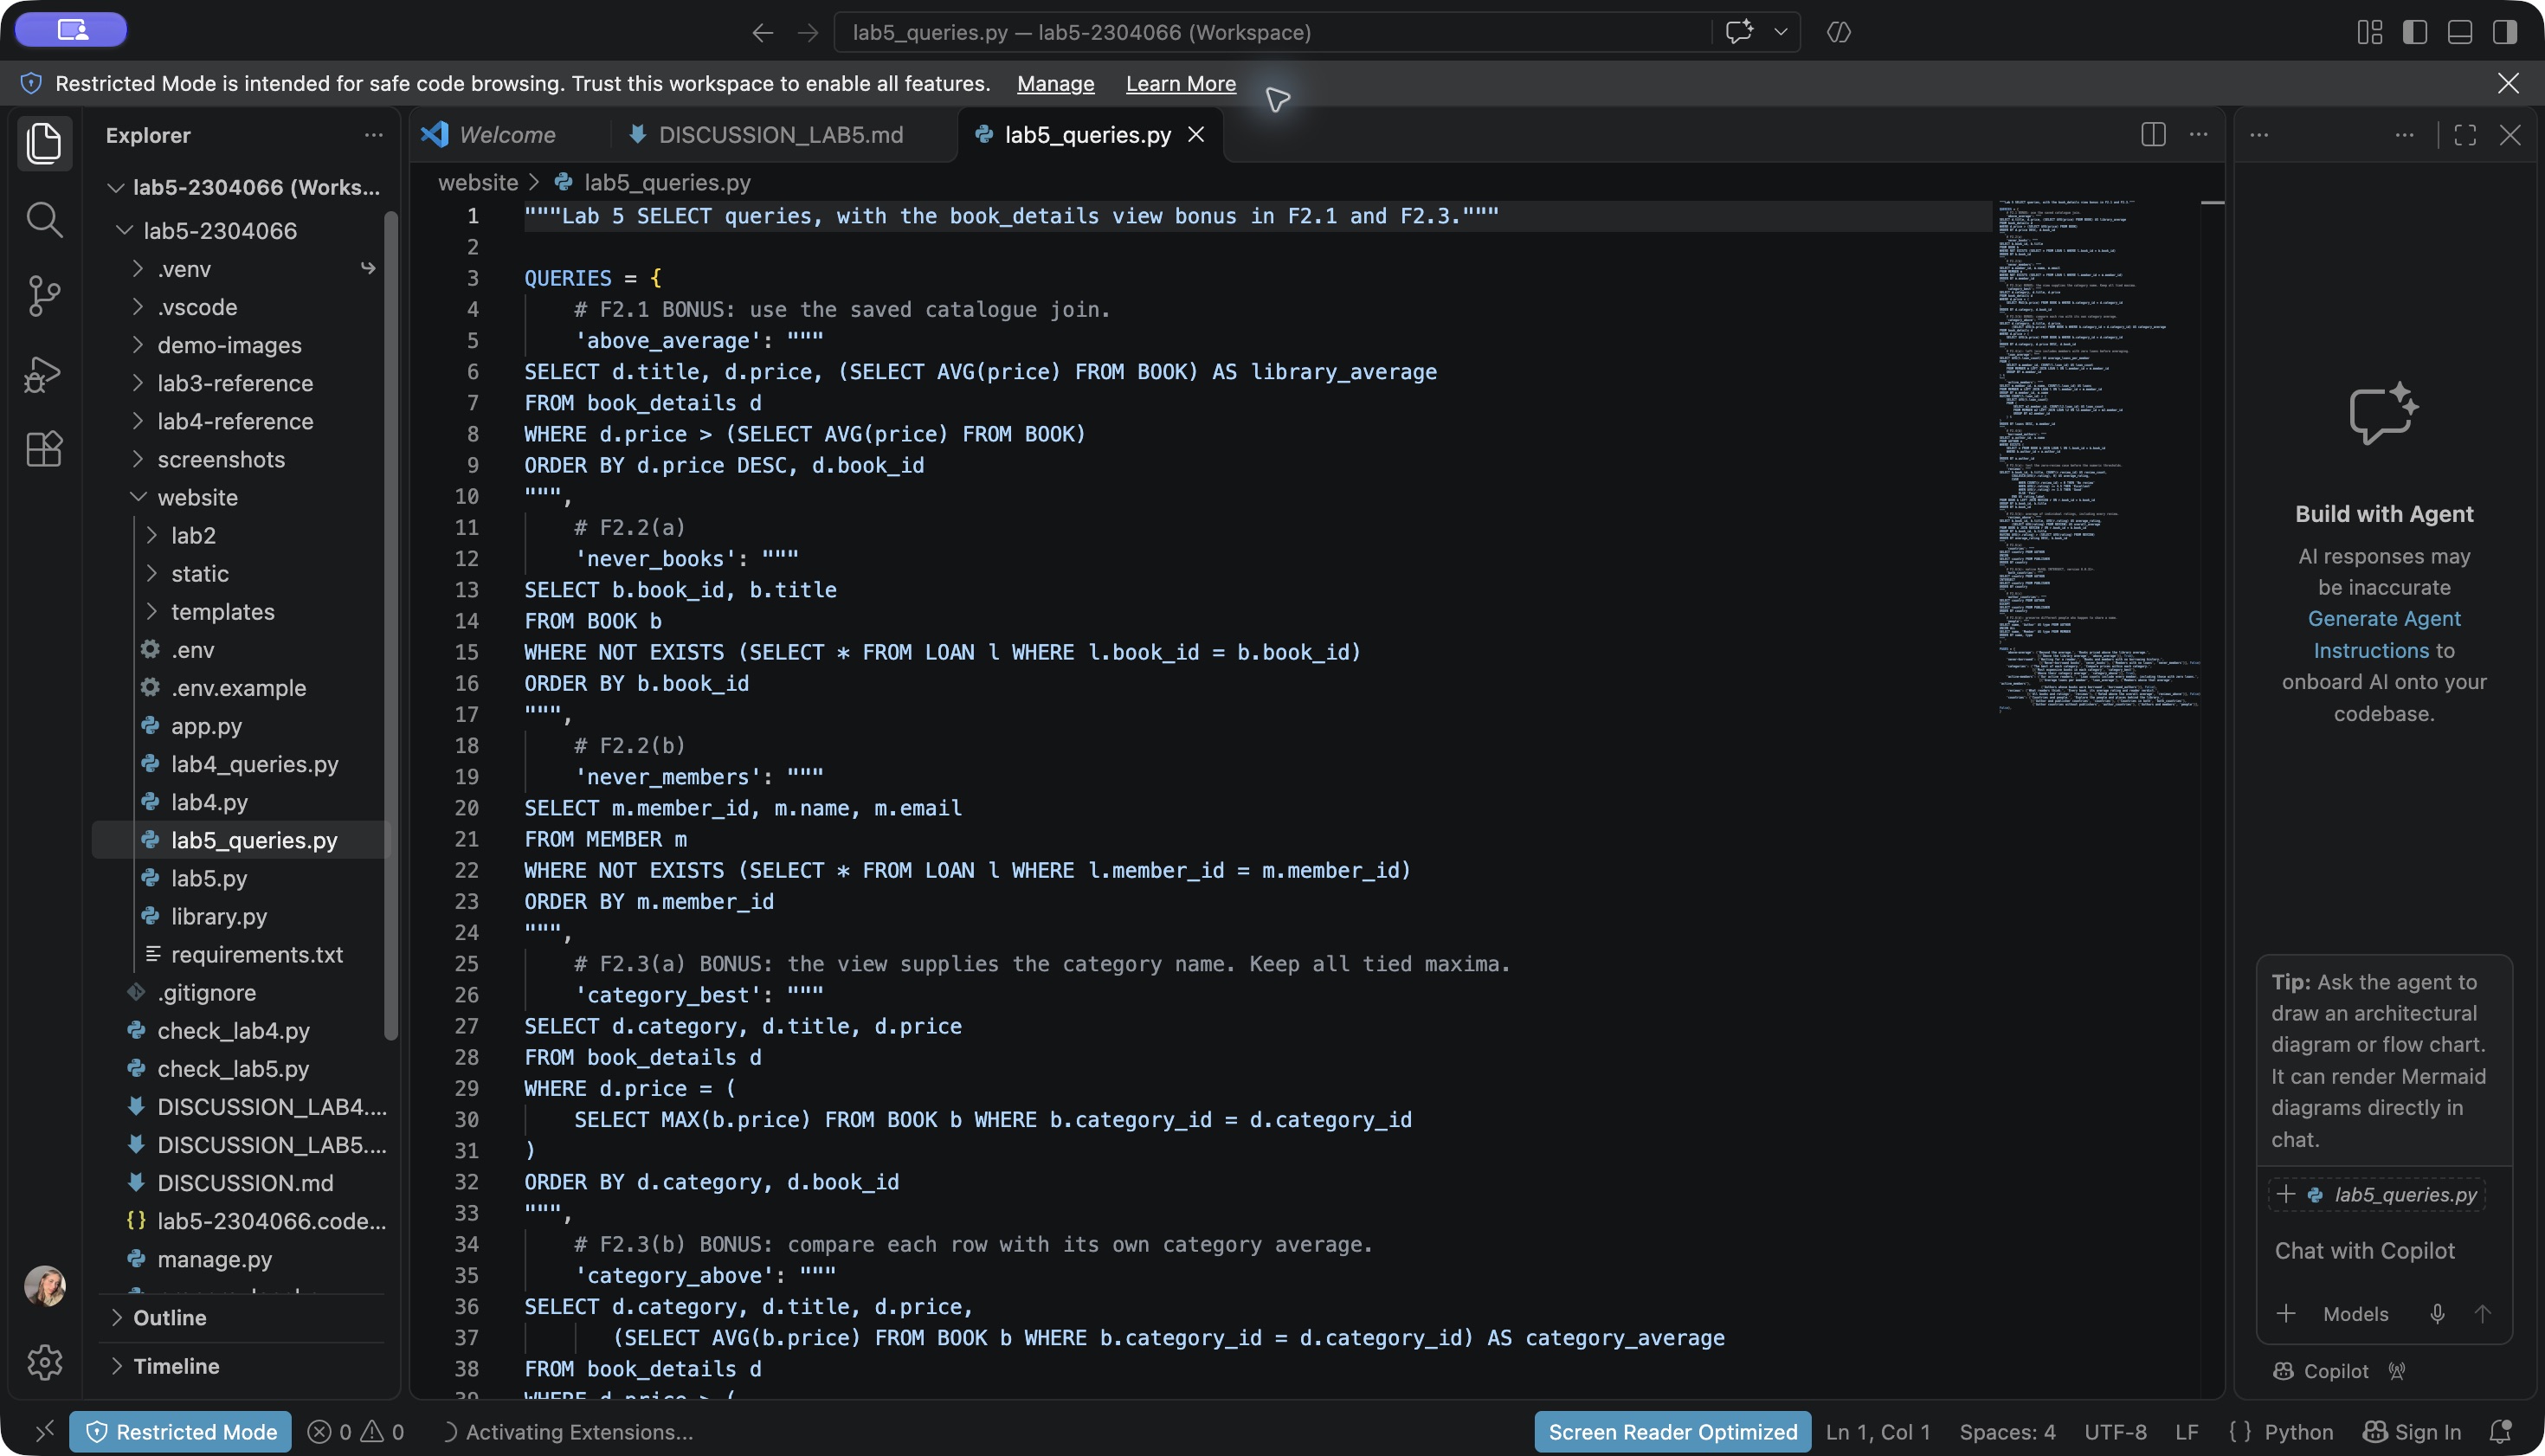 lab5_queries.py — lab5-2304066 (Workspace)
Restricted Mode is intended for safe code browsing. Trust this workspace to enable all features. Manage Learn More
Explorer
lab5-2304066 (Works...
lab5-2304066
.venv
.vscode
demo-images
lab3-reference
lab4-reference
screenshots
website
lab2
static
templates
.env
.env.example
app.py
lab4_queries.py
lab4.py
lab5_queries.py
lab5.py
library.py
requirements.txt
.gitignore
check_lab4.py
check_lab5.py
DISCUSSION_LAB4....
DISCUSSION_LAB5....
DISCUSSION.md
lab5-2304066.code...
manage.py
Outline
Timeline
Welcome DISCUSSION_LAB5.md lab5_queries.py
website > lab5_queries.py
1 """Lab 5 SELECT queries, with the book_details view bonus in F2.1 and F2.3."""
2
3 QUERIES = {
4 # F2.1 BONUS: use the saved catalogue join.
5 'above_average': """
6 SELECT d.title, d.price, (SELECT AVG(price) FROM BOOK) AS library_average
7 FROM book_details d
8 WHERE d.price > (SELECT AVG(price) FROM BOOK)
9 ORDER BY d.price DESC, d.book_id
10 """,
11 # F2.2(a)
12 'never_books': """
13 SELECT b.book_id, b.title
14 FROM BOOK b
15 WHERE NOT EXISTS (SELECT * FROM LOAN l WHERE l.book_id = b.book_id)
16 ORDER BY b.book_id
17 """,
18 # F2.2(b)
19 'never_members': """
20 SELECT m.member_id, m.name, m.email
21 FROM MEMBER m
22 WHERE NOT EXISTS (SELECT * FROM LOAN l WHERE l.member_id = m.member_id)
23 ORDER BY m.member_id
24 """,
25 # F2.3(a) BONUS: the view supplies the category name. Keep all tied maxima.
26 'category_best': """
27 SELECT d.category, d.title, d.price
28 FROM book_details d
29 WHERE d.price = (
30 SELECT MAX(b.price) FROM BOOK b WHERE b.category_id = d.category_id
31 )
32 ORDER BY d.category, d.book_id
33 """,
34 # F2.3(b) BONUS: compare each row with its own category average.
35 'category_above': """
36 SELECT d.category, d.title, d.price,
37 (SELECT AVG(b.price) FROM BOOK b WHERE b.category_id = d.category_id) AS category_average
38 FROM book_details d
39 WHERE d.price > (
Build with Agent
AI responses may
be inaccurate
Generate Agent
Instructions to
onboard AI onto your
codebase.
Tip: Ask the agent to
draw an architectural
diagram or flow chart.
It can render Mermaid
diagrams directly in
chat.
lab5_queries.py
Chat with Copilot
Models
Copilot
Restricted Mode 0 0 Activating Extensions... Screen Reader Optimized Ln 1, Col 1 Spaces: 4 UTF-8 LF {} Python Sign In